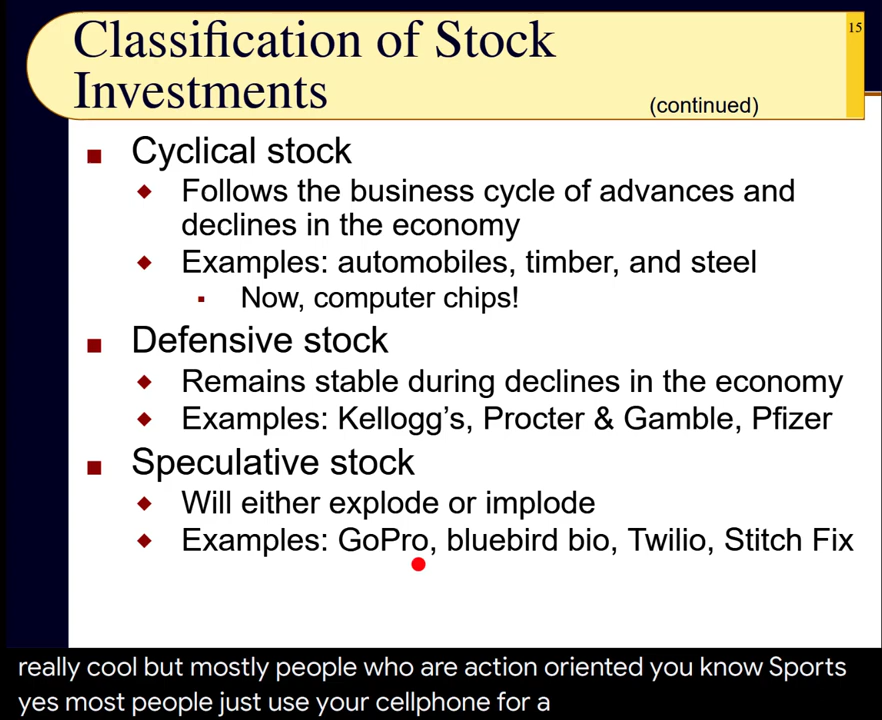 Classification of Stock
Investments
(continued)
15
Cyclical stock
Follows the business cycle of advances and
declines in the economy
Examples: automobiles, timber, and steel
Now, computer chips!
Defensive stock
Remains stable during declines in the economy
Examples: Kellogg's, Procter & Gamble, Pfizer
Speculative stock
Will either explode or implode
Examples: GoPro, bluebird bio, Twilio, Stitch Fix
really cool but mostly people who are action oriented you know Sports
yes most people just use your cellphone for a